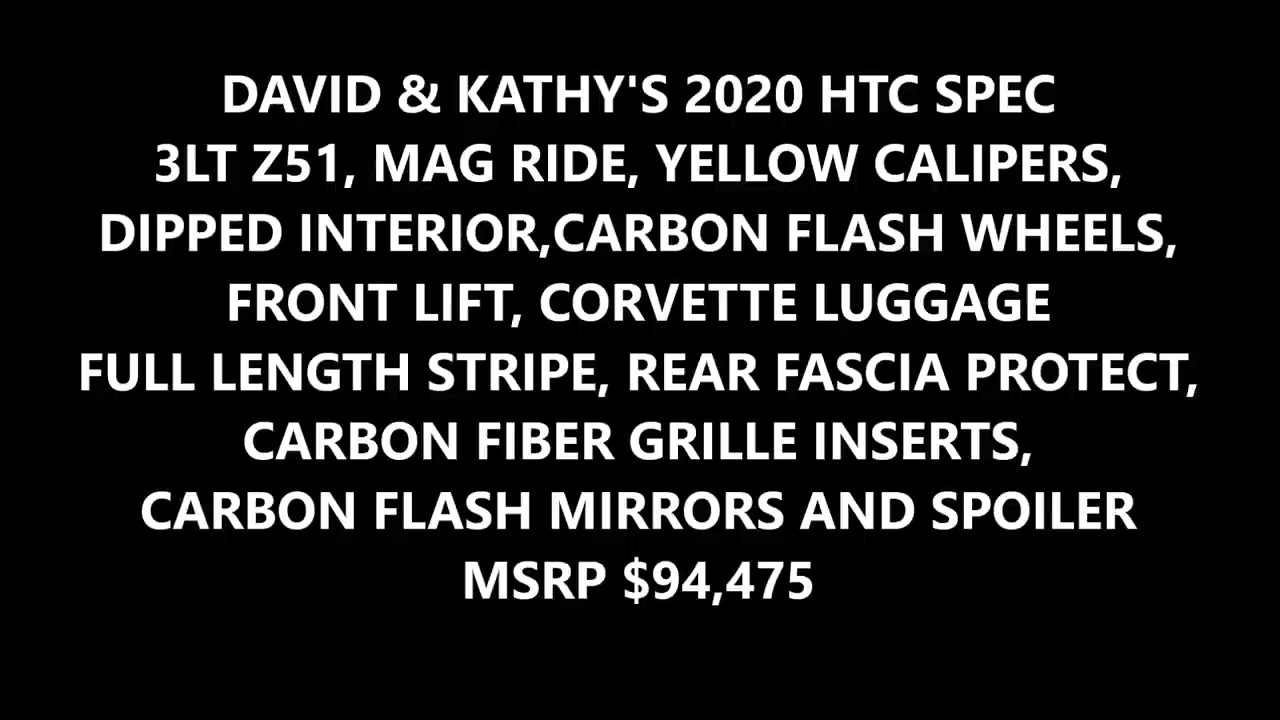 DAVID & KATHY'S 2020 HTC SPEC
3LT Z51, MAG RIDE, YELLOW CALIPERS,
DIPPED INTERIOR,CARBON FLASH WHEELS,
FRONT LIFT, CORVETTE LUGGAGE
FULL LENGTH STRIPE, REAR FASCIA PROTECT,
CARBON FIBER GRILLE INSERTS,
CARBON FLASH MIRRORS AND SPOILER
MSRP $94,475